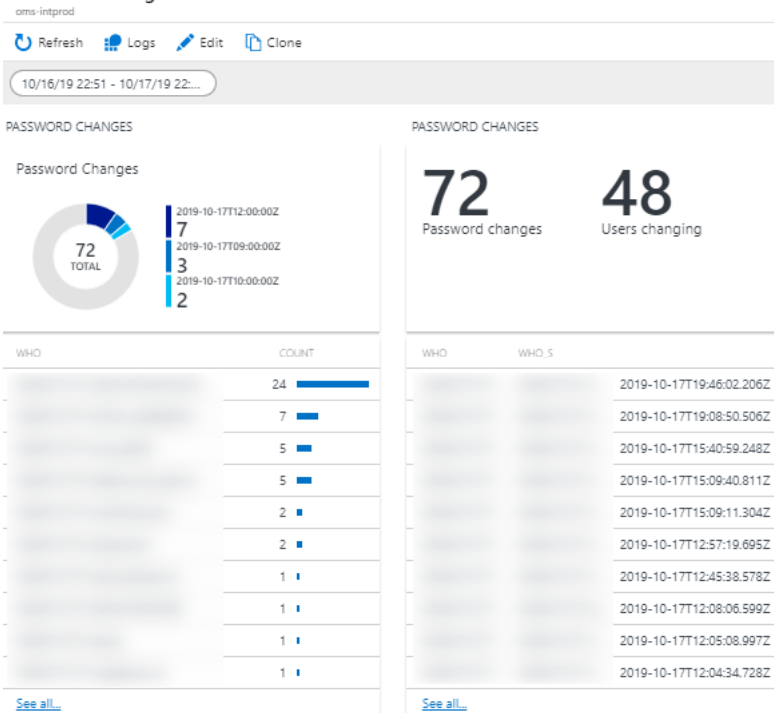 oms-intprod
Refresh Logs Edit Clone
10/16/19 22:51 - 10/17/19 22:...
PASSWORD CHANGES
Password Changes
72
TOTAL
2019-10-17T12:00:00Z
7
2019-10-17T09:00:00Z
3
2019-10-17T10:00:00Z
2
WHO COUNT
24
7
5
5
2
2
1
1
1
1
See all...
PASSWORD CHANGES
72
Password changes
48
Users changing
WHO WHO_S
2019-10-17T19:46:02.206Z
2019-10-17T19:08:50.506Z
2019-10-17T15:40:59.248Z
2019-10-17T15:09:40.811Z
2019-10-17T15:09:11.304Z
2019-10-17T12:57:19.695Z
2019-10-17T12:45:38.578Z
2019-10-17T12:08:06.599Z
2019-10-17T12:05:08.997Z
2019-10-17T12:04:34.728Z
See all...